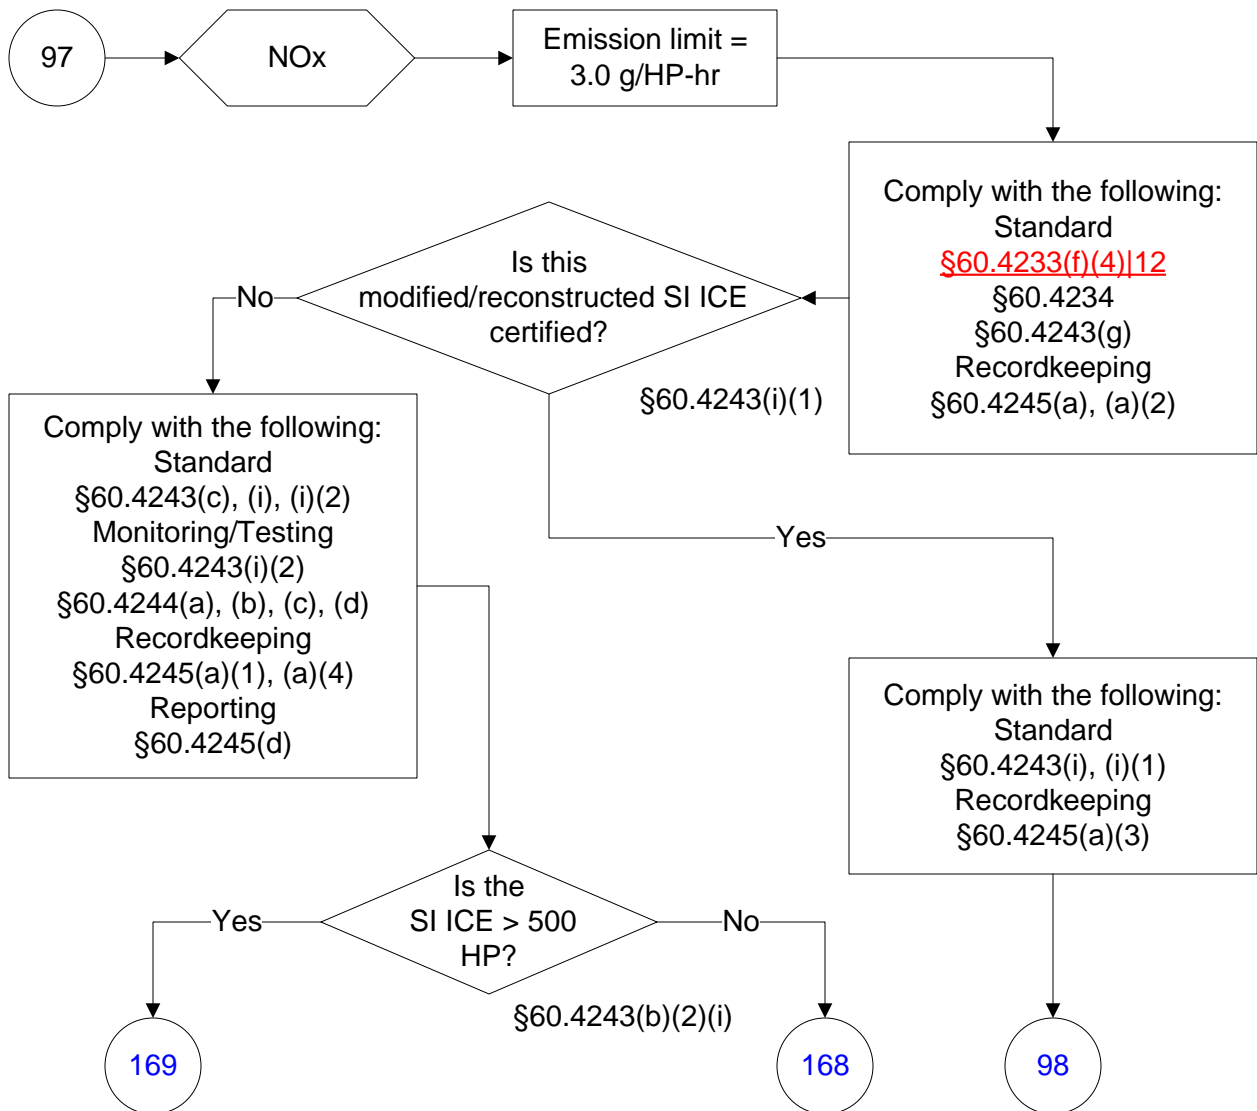 97
NOx
Emission limit =
3.0 g/HP-hr
Comply with the following:
Standard
§60.4233(f)(4)|12
§60.4234
§60.4243(g)
Recordkeeping
§60.4245(a), (a)(2)
Is this
modified/reconstructed SI ICE
certified?
§60.4243(i)(1)
No
Comply with the following:
Standard
§60.4243(c), (i), (i)(2)
Monitoring/Testing
§60.4243(i)(2)
§60.4244(a), (b), (c), (d)
Recordkeeping
§60.4245(a)(1), (a)(4)
Reporting
§60.4245(d)
Yes
Comply with the following:
Standard
§60.4243(i), (i)(1)
Recordkeeping
§60.4245(a)(3)
Is the
SI ICE > 500
HP?
§60.4243(b)(2)(i)
Yes
No
169
168
98